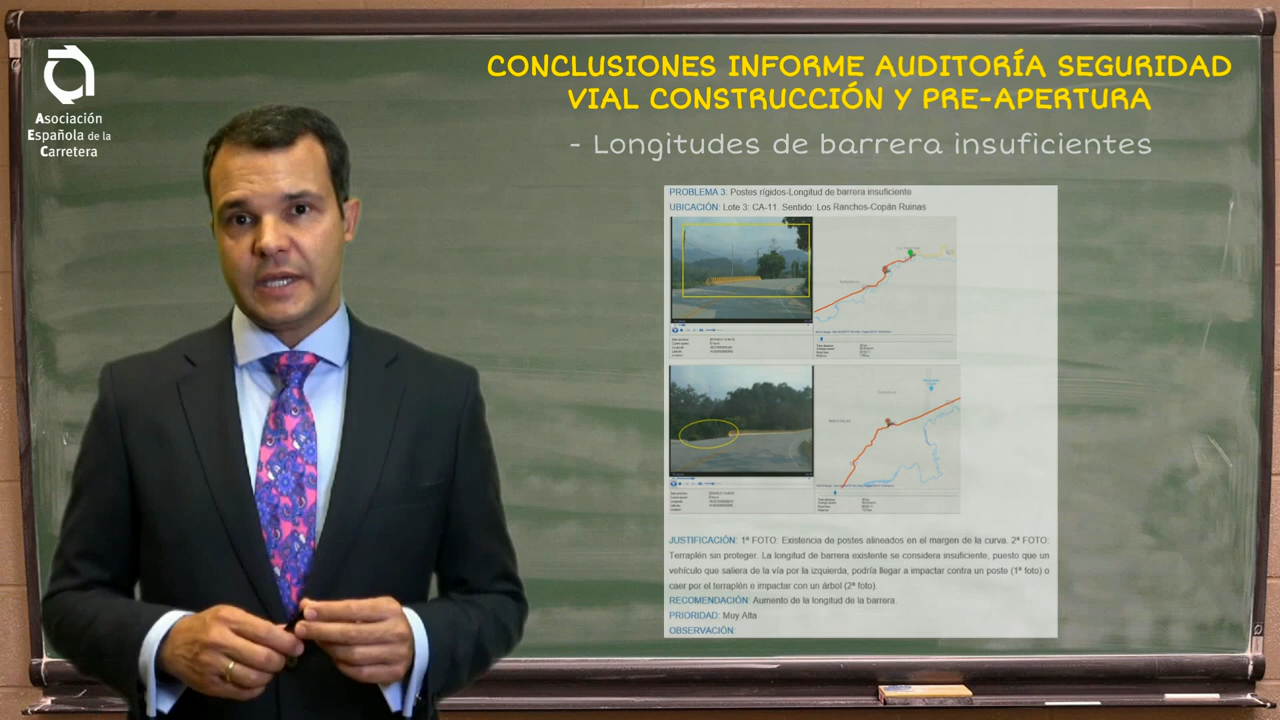 Asociación
Española de la
Carretera
CONCLUSIONES INFORME AUDITORÍA SEGURIDAD
VIAL CONSTRUCCIÓN Y PRE-APERTURA
- Longitudes de barrera insuficientes
PROBLEMA 3: Postes rígidos-Longitud de barrera insuficiente
UBICACIÓN: Lote 3: CA-11. Sentido: Los Ranchos-Copán Ruinas
JUSTIFICACIÓN: 1ª FOTO: Existencia de postes alineados en el margen de la curva. 2ª FOTO:
Terraplén sin proteger. La longitud de barrera existente se considera insuficiente, puesto que un
vehículo que saliera de la vía por la izquierda, podría llegar a impactar contra un poste (1ª foto) o
caer por el terraplén e impactar con un árbol (2ª foto).
RECOMENDACIÓN: Aumento de la longitud de la barrera.
PRIORIDAD: Muy Alta
OBSERVACIÓN: